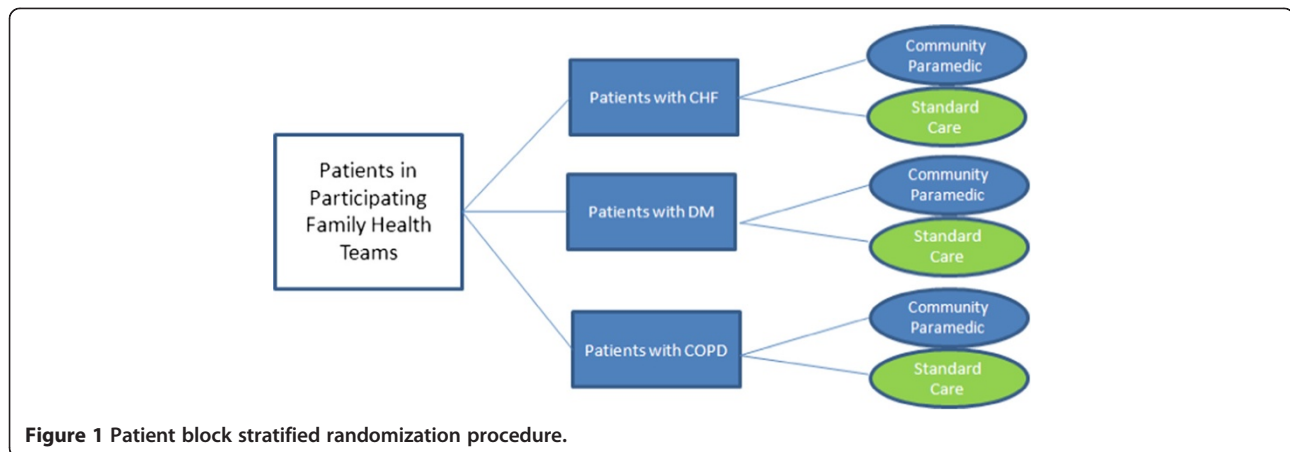 Patients in
Participating
Family Health
Teams
Patients with CHF
Community
Paramedic
Standard
Care
Patients with DM
Community
Paramedic
Standard
Care
Patients with COPD
Community
Paramedic
Standard
Care
Figure 1 Patient block stratified randomization procedure.